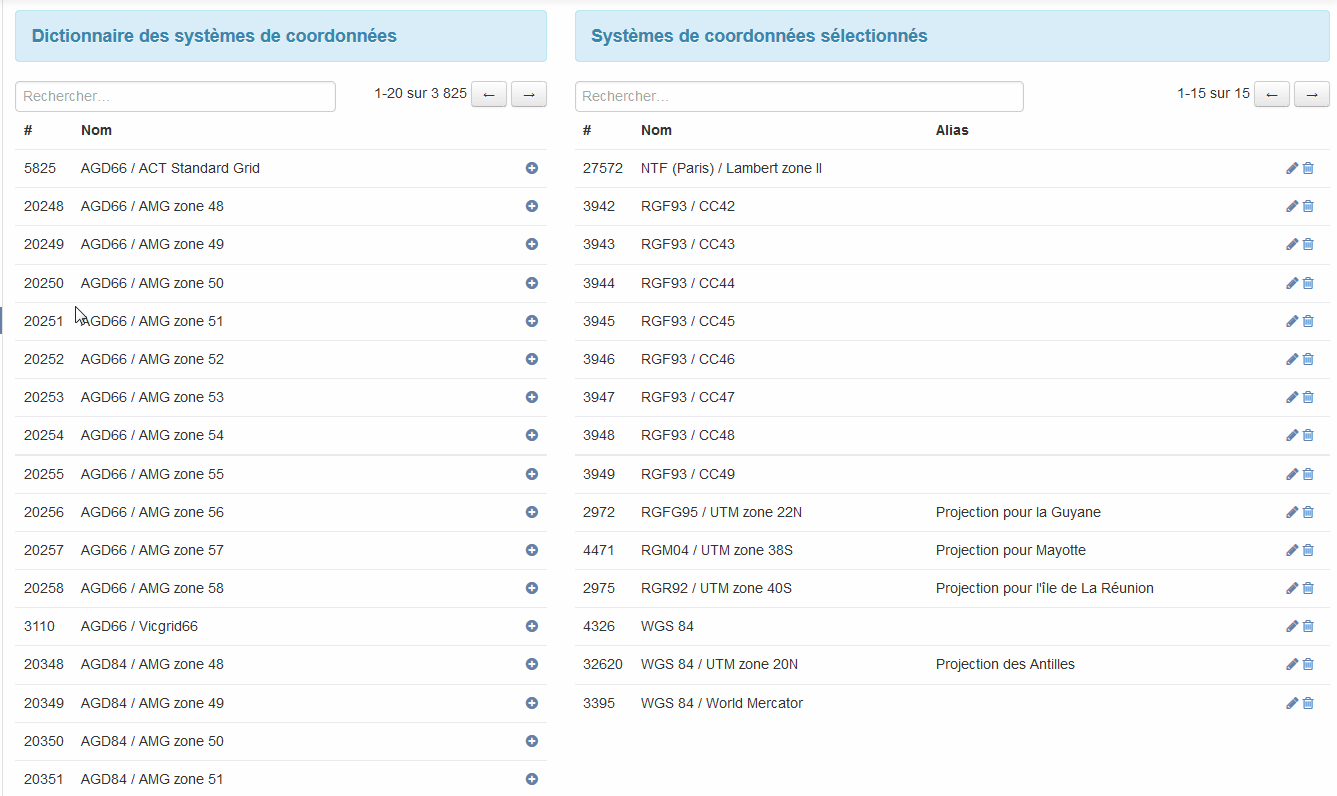 Dictionnaire des systèmes de coordonnées
Rechercher...
1-20 sur 3 825 ← →
# Nom
5825 AGD66 / ACT Standard Grid
20248 AGD66 / AMG zone 48
20249 AGD66 / AMG zone 49
20250 AGD66 / AMG zone 50
20251 AGD66 / AMG zone 51
20252 AGD66 / AMG zone 52
20253 AGD66 / AMG zone 53
20254 AGD66 / AMG zone 54
20255 AGD66 / AMG zone 55
20256 AGD66 / AMG zone 56
20257 AGD66 / AMG zone 57
20258 AGD66 / AMG zone 58
3110 AGD66 / Vicgrid66
20348 AGD84 / AMG zone 48
20349 AGD84 / AMG zone 49
20350 AGD84 / AMG zone 50
20351 AGD84 / AMG zone 51
Systèmes de coordonnées sélectionnés
Rechercher...
1-15 sur 15 ← →
# Nom Alias
27572 NTF (Paris) / Lambert zone II
3942 RGF93 / CC42
3943 RGF93 / CC43
3944 RGF93 / CC44
3945 RGF93 / CC45
3946 RGF93 / CC46
3947 RGF93 / CC47
3948 RGF93 / CC48
3949 RGF93 / CC49
2972 RGFG95 / UTM zone 22N Projection pour la Guyane
4471 RGM04 / UTM zone 38S Projection pour Mayotte
2975 RGR92 / UTM zone 40S Projection pour l'île de La Réunion
4326 WGS 84
32620 WGS 84 / UTM zone 20N Projection des Antilles
3395 WGS 84 / World Mercator